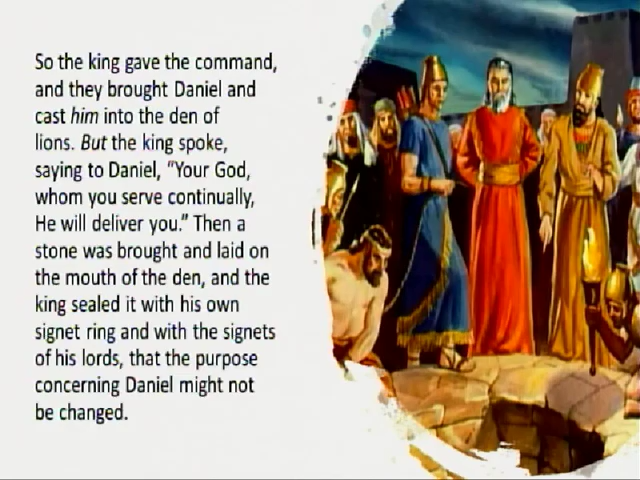 So the king gave the command,
and they brought Daniel and
cast him into the den of
lions. But the king spoke,
saying to Daniel, “Your God,
whom you serve continually,
He will deliver you.” Then a
stone was brought and laid on
the mouth of the den, and the
king sealed it with his own
signet ring and with the signets
of his lords, that the purpose
concerning Daniel might not
be changed.